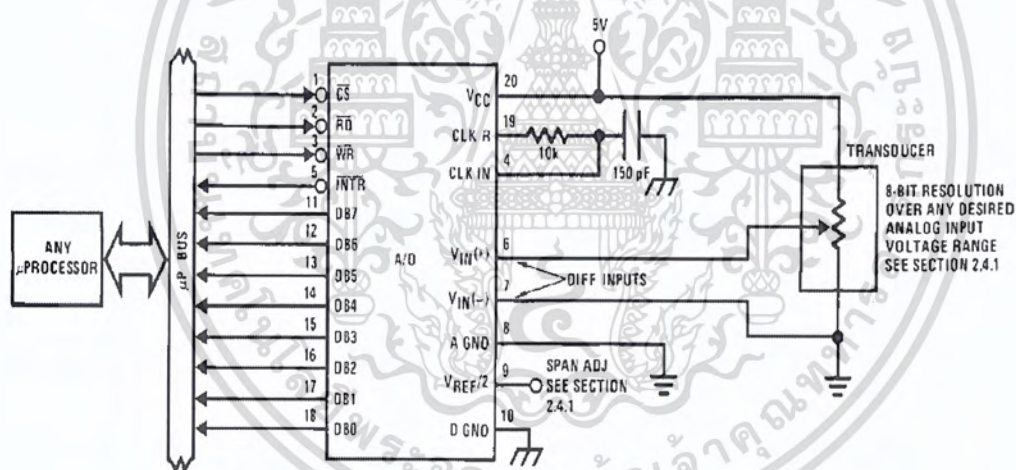 5V
1 CS 20 VCC
2 RD 19 CLK R 10k
3 WR 4 CLK IN 150 pF
5 INTR
11 DB7
12 DB6
13 DB5
14 DB4
15 DB3
16 DB2
17 DB1
18 DB0
A/D
6 VIN(+)
DIFF INPUTS
7 VIN(−)
8 A GND
9 VREF/2
SPAN ADJ
SEE SECTION
2.4.1
10 D GND
TRANSDUCER
8-BIT RESOLUTION
OVER ANY DESIRED
ANALOG INPUT
VOLTAGE RANGE
SEE SECTION 2.4.1
ANY
μPROCESSOR
μP BUS